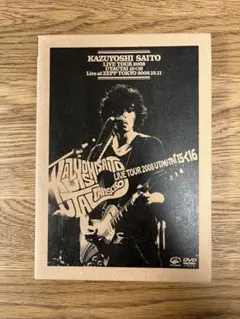 KAZUYOSHI SAITO
LIVE TOUR 2008
UTAUTAI 15<16
Live at ZEPP TOKYO 2008.12.11
KAZUYOSHI SAITO
LIVE TOUR 2008 UTAUTAI 15<16
DVD